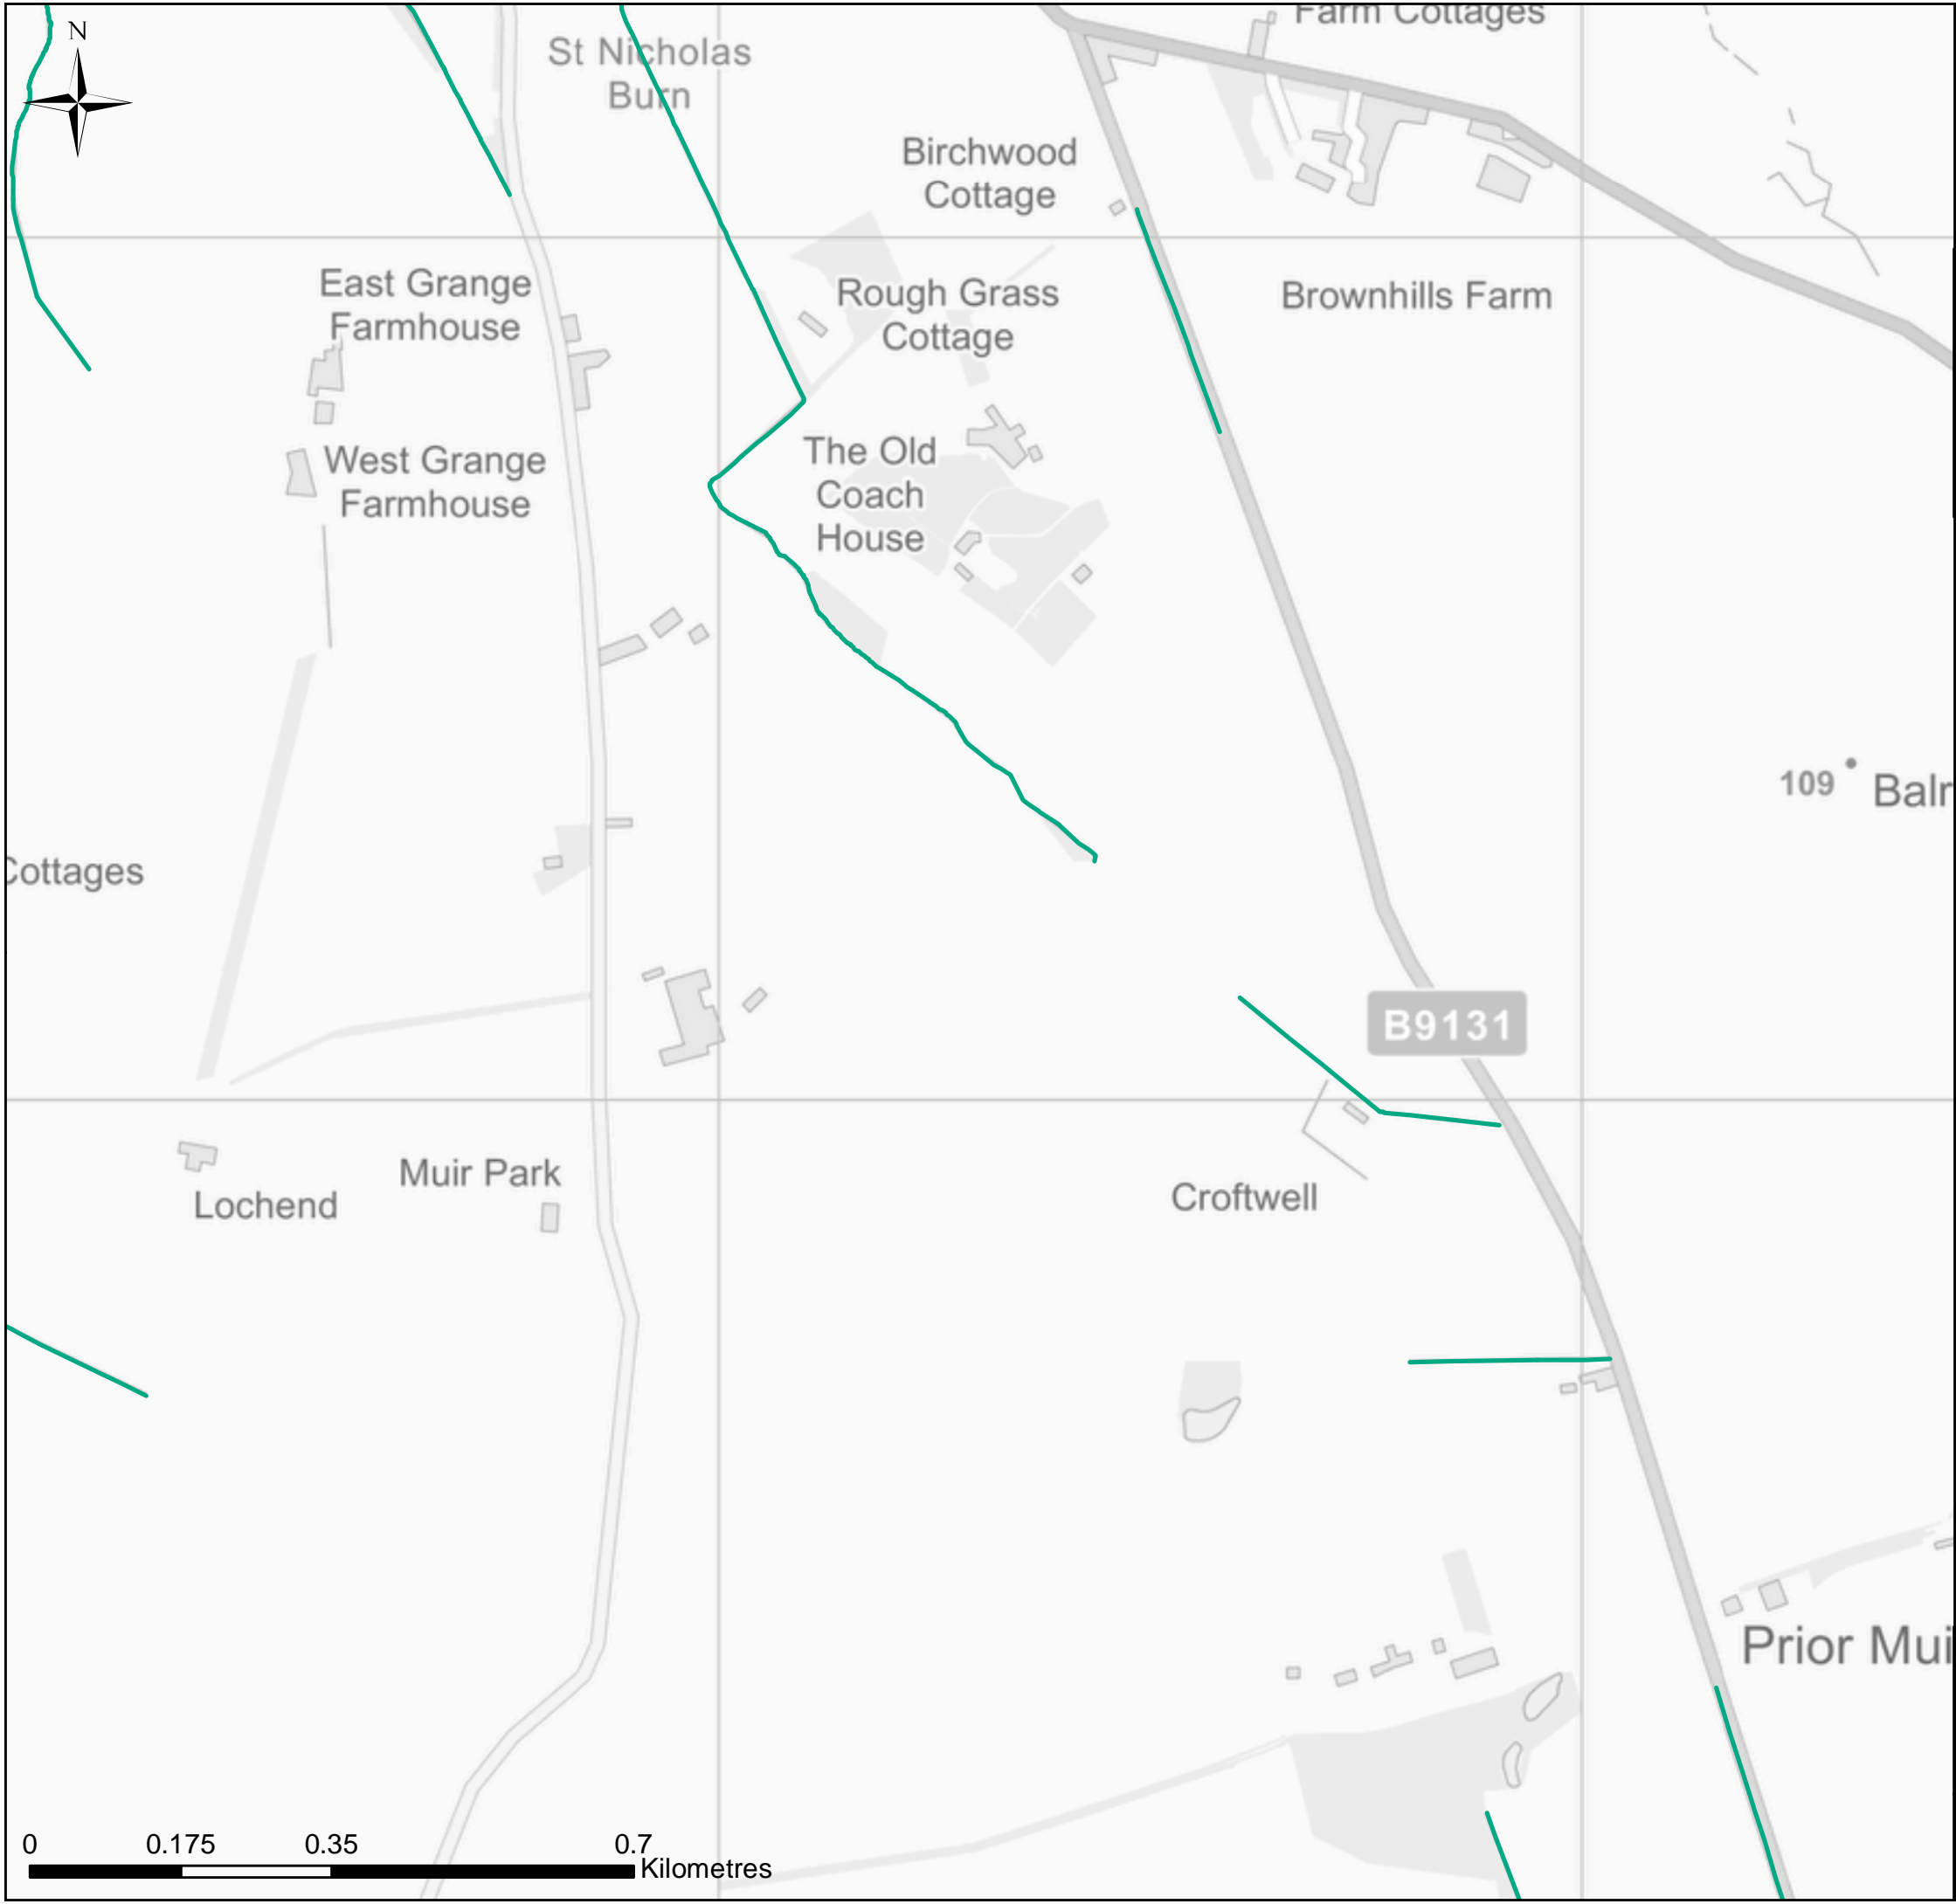 Farm Cottages
N
St Nicholas
Burn
Birchwood
Cottage
East Grange
Farmhouse
Rough Grass
Cottage
Brownhills Farm
West Grange
Farmhouse
The Old
Coach
House
109
Balr
Cottages
B9131
Muir Park
Lochend
Croftwell
Prior Mui
0
0.175
0.35
0.7
Kilometres